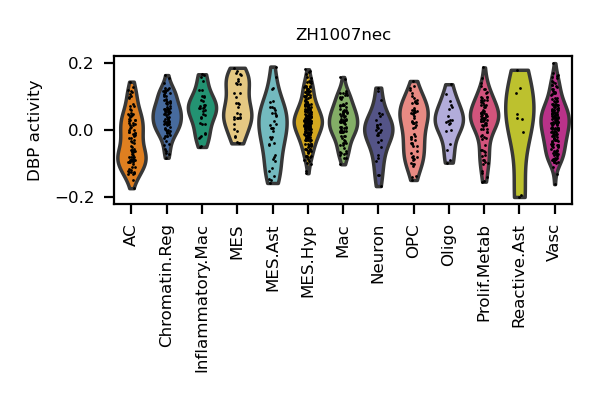 ZH1007nec
DBP activity
0.2
0.0
−0.2
AC
Chromatin.Reg
Inflammatory.Mac
MES
MES.Ast
MES.Hyp
Mac
Neuron
OPC
Oligo
Prolif.Metab
Reactive.Ast
Vasc